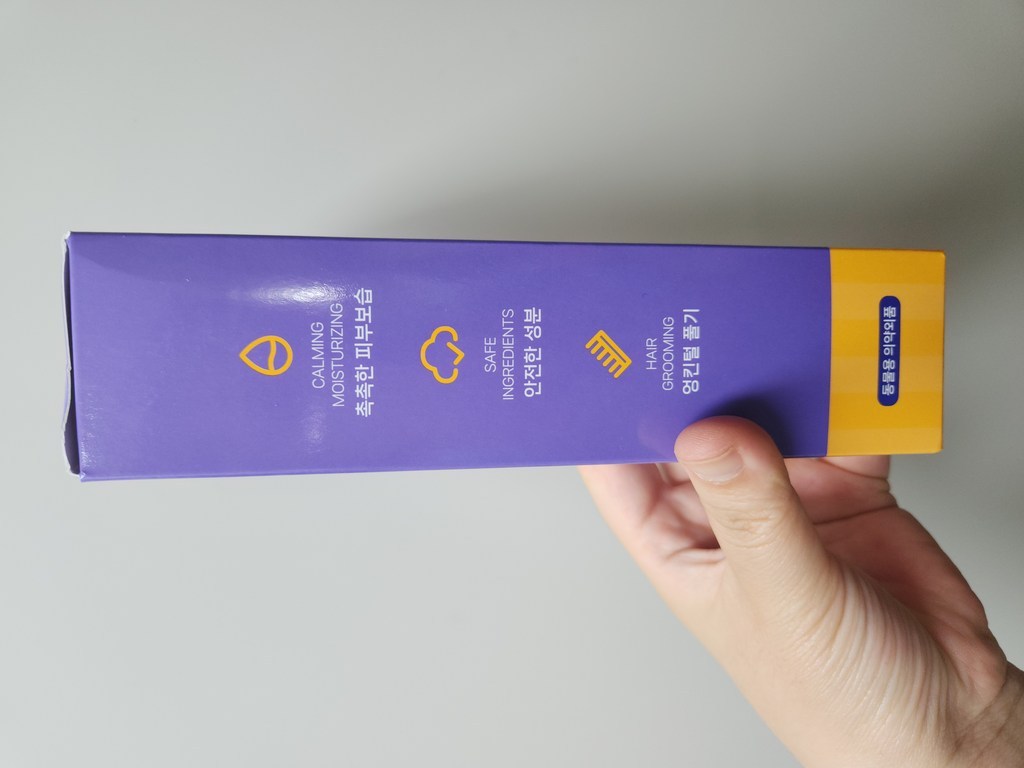 CALMING
MOISTURIZING
촉촉한 피부보습
SAFE
INGREDIENTS
안전한 성분
HAIR
GROOMING
엉킨털 풀기
동물용 의약외품